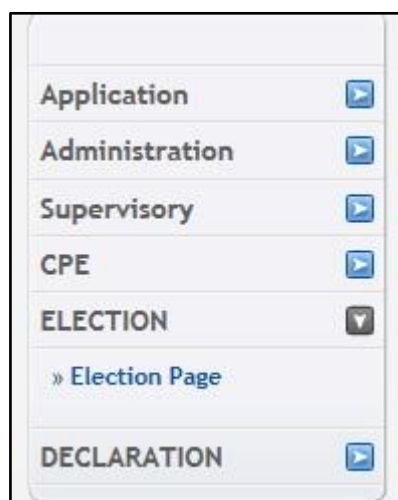 Application
Administration
Supervisory
CPE
ELECTION
» Election Page
DECLARATION